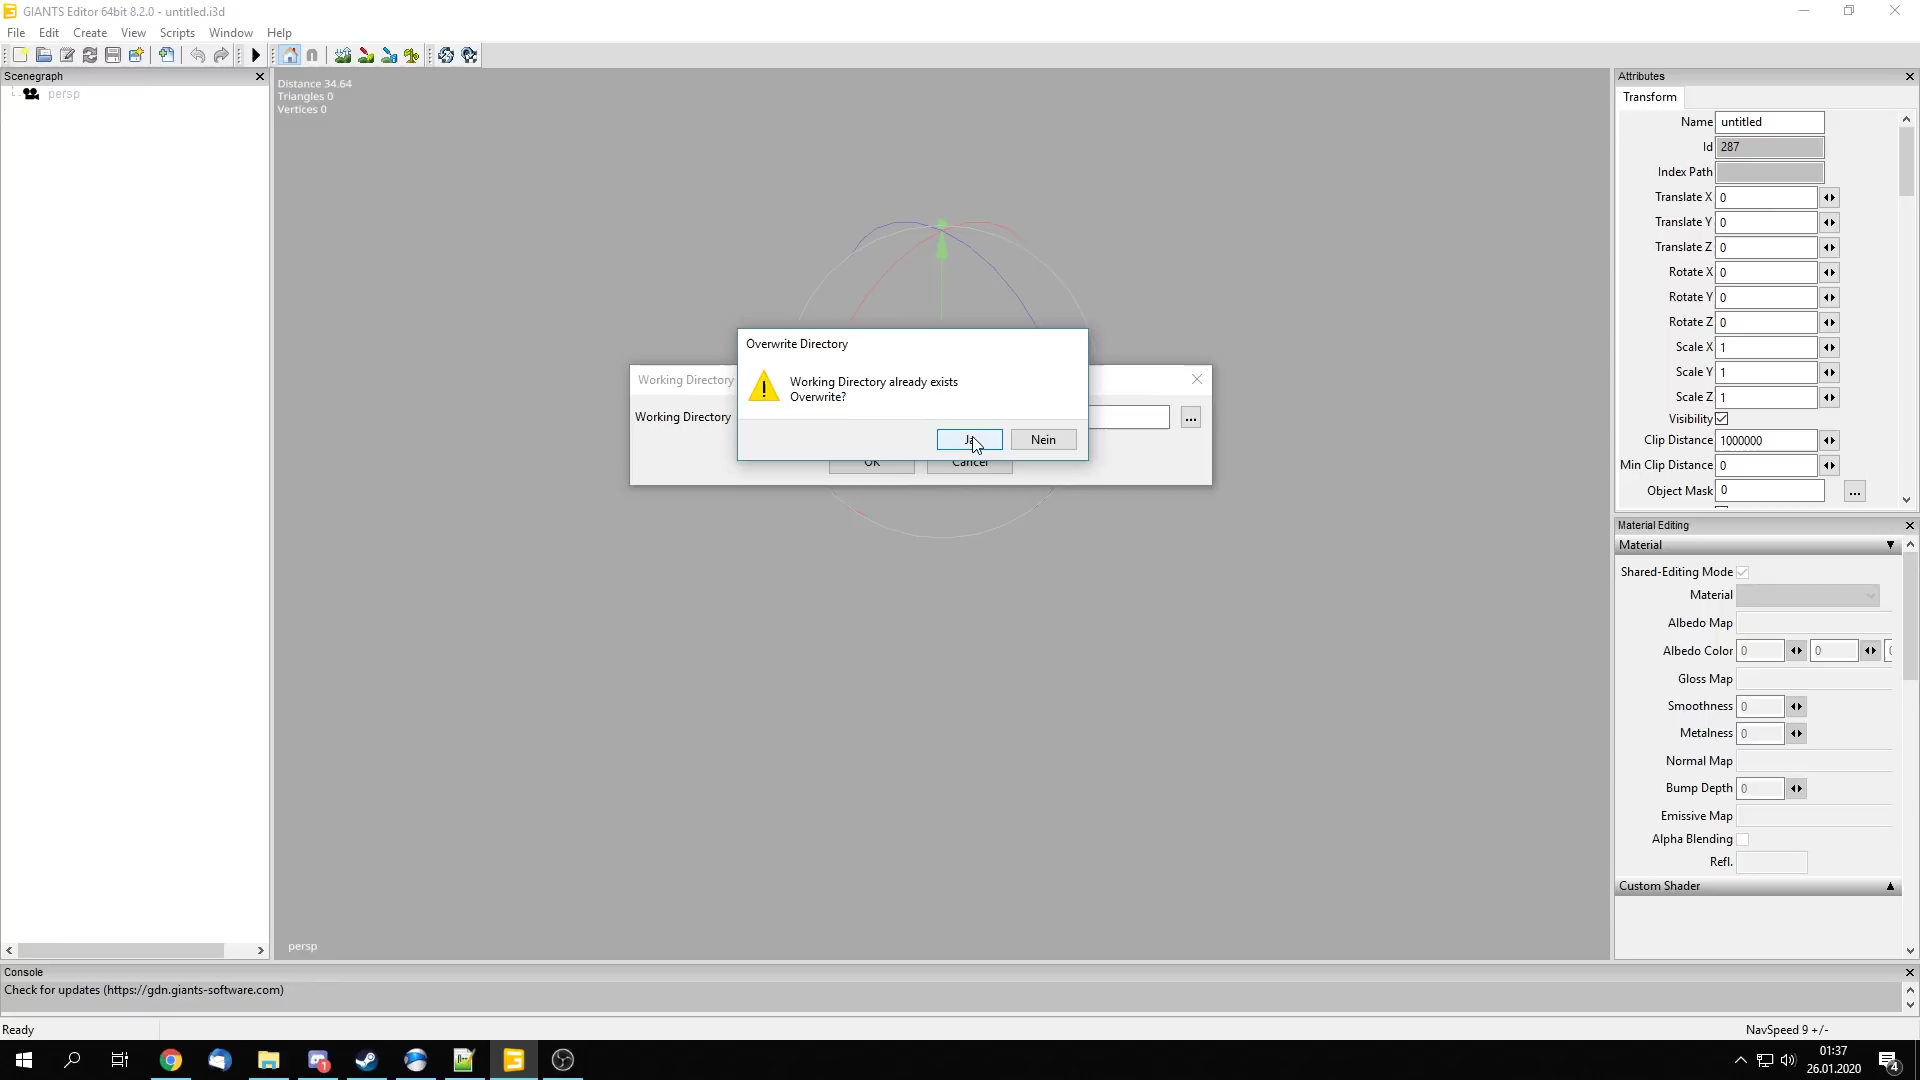 GIANTS Editor 64bit 8.2.0 - untitled.i3d
File Edit Create View Scripts Window Help
Scenegraph
persp
Distance 34.64
Triangles 0
Vertices 0
persp
Working Directory
Working Directory
...
OK Cancel
Overwrite Directory
Working Directory already exists
Overwrite?
Ja Nein
Attributes
Transform
Name untitled
Id 287
Index Path
Translate X 0
Translate Y 0
Translate Z 0
Rotate X 0
Rotate Y 0
Rotate Z 0
Scale X 1
Scale Y 1
Scale Z 1
Visibility
Clip Distance 1000000
Min Clip Distance 0
Object Mask 0 ...
Material Editing
Material
Shared-Editing Mode
Material
Albedo Map
Albedo Color 0 0
Gloss Map
Smoothness 0
Metalness 0
Normal Map
Bump Depth 0
Emissive Map
Alpha Blending
Refl.
Custom Shader
Console
Check for updates (https://gdn.giants-software.com)
Ready
NavSpeed 9 +/-
1
01:37
26.01.2020
4